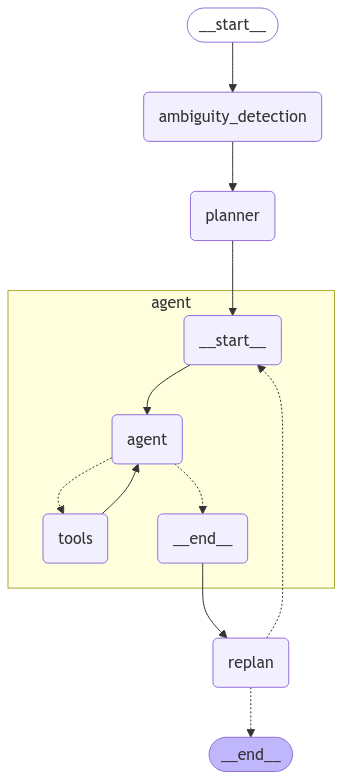 __start__
ambiguity_detection
planner
agent
__start__
agent
tools
__end__
replan
__end__